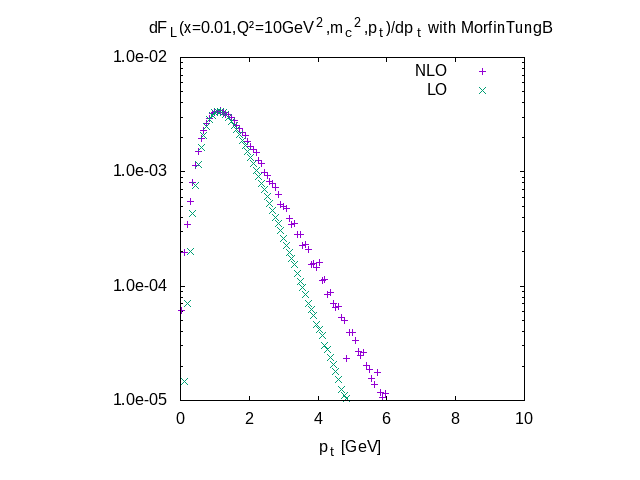 dF_L(x=0.01,Q²=10GeV²,m_c²,p_t)/dp_t with MorfinTungB
NLO
LO
1.0e-02
1.0e-03
1.0e-04
1.0e-05
0 2 4 6 8 10
p_t [GeV]